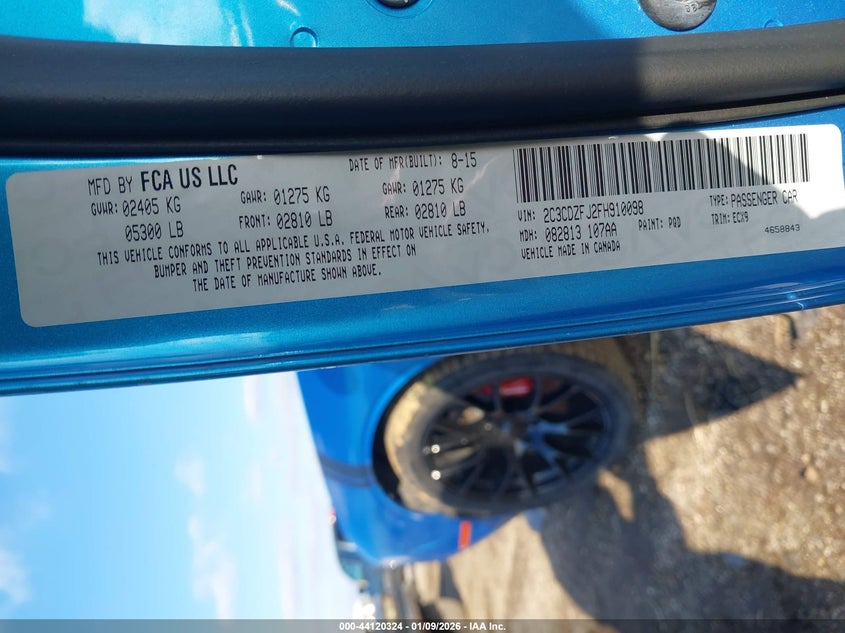 MFD BY FCA US LLC
GVWR: 02405 KG
05300 LB
GAWR: 01275 KG
FRONT: 02810 LB
DATE OF MFR(BUILT): 8-15
GAWR: 01275 KG
REAR: 02810 LB
THIS VEHICLE CONFORMS TO ALL APPLICABLE U.S.A. FEDERAL MOTOR VEHICLE SAFETY,
BUMPER AND THEFT PREVENTION STANDARDS IN EFFECT ON
THE DATE OF MANUFACTURE SHOWN ABOVE.
VIN: 2C3CDZFJ2FH910098 TYPE: PASSENGER CAR
MDH: 082813 107AA PAINT: PQD TRIM: ECX9
VEHICLE MADE IN CANADA 4658843
000-44120324 - 01/09/2026 - IAA Inc.